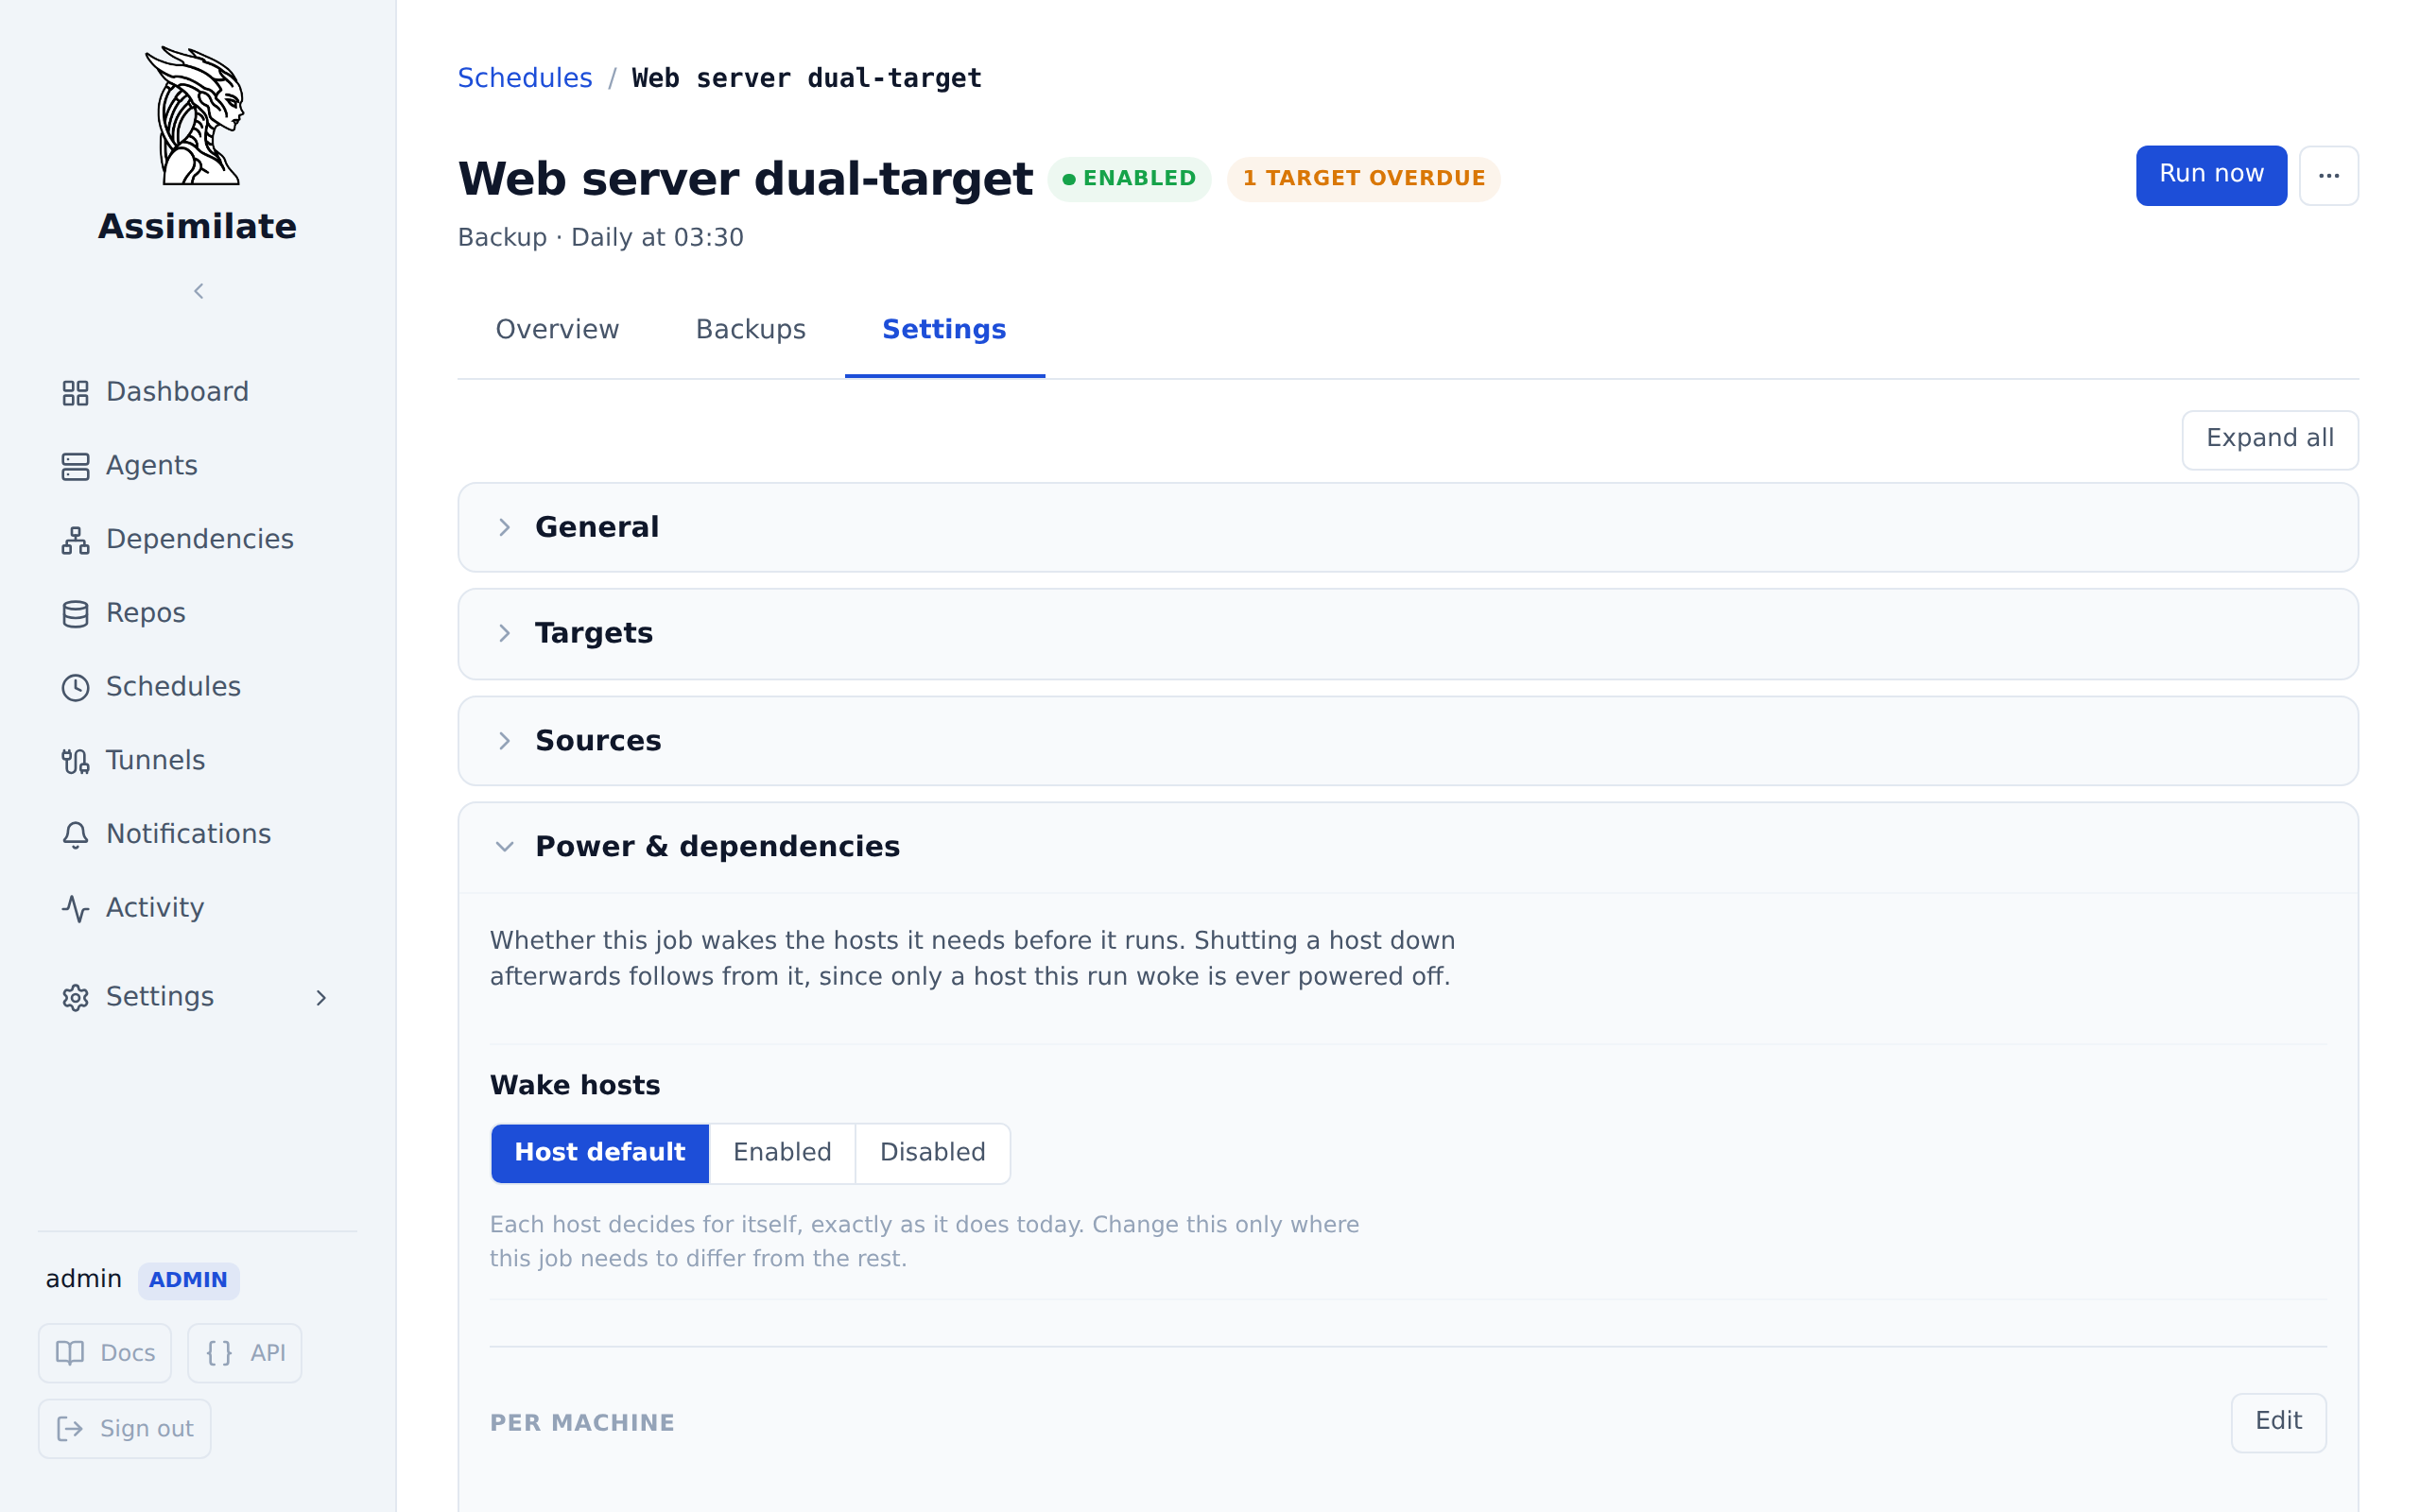 Assimilate
Dashboard
Agents
Dependencies
Repos
Schedules
Tunnels
Notifications
Activity
Settings
admin ADMIN
Docs
API
Sign out
Schedules / Web server dual-target
Web server dual-target
ENABLED
1 TARGET OVERDUE
Run now
Backup · Daily at 03:30
Overview
Backups
Settings
Expand all
General
Targets
Sources
Power & dependencies
Whether this job wakes the hosts it needs before it runs. Shutting a host down
afterwards follows from it, since only a host this run woke is ever powered off.
Wake hosts
Host default
Enabled
Disabled
Each host decides for itself, exactly as it does today. Change this only where
this job needs to differ from the rest.
PER MACHINE
Edit